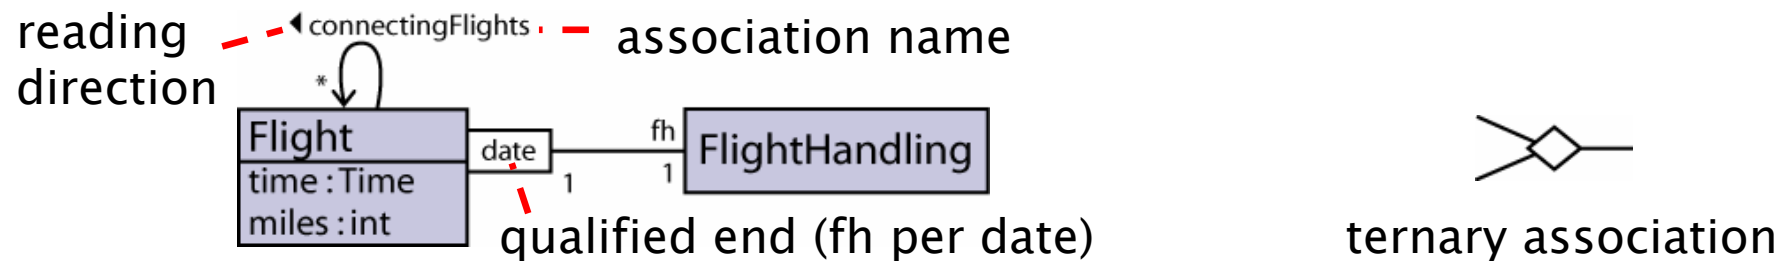 reading
direction
connectingFlights
association name
*
Flight
time : Time
miles : int
date
1
fh
1
FlightHandling
qualified end (fh per date)
ternary association